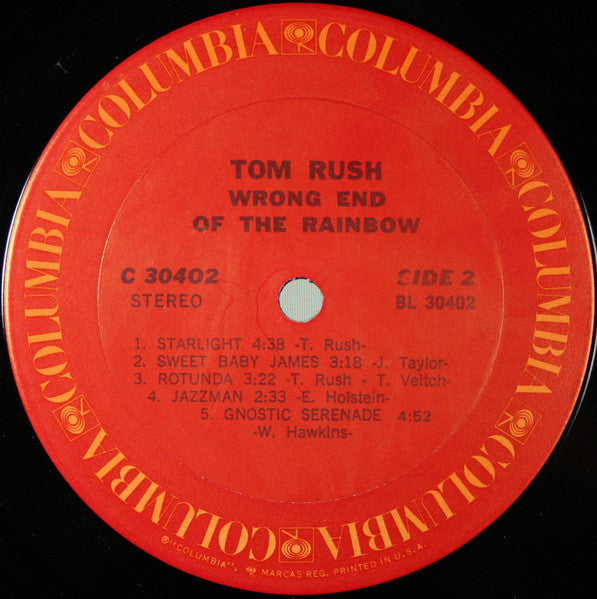 COLUMBIA COLUMBIA COLUMBIA COLUMBIA COLUMBIA COLUMBIA
TOM RUSH
WRONG END
OF THE RAINBOW
C 30402 SIDE 2
STEREO BL 30402
1. STARLIGHT 4:38 -T. Rush-
2. SWEET BABY JAMES 3:18 -J. Taylor-
3. ROTUNDA 3:22 -T. Rush - T. Veitch-
4. JAZZMAN 2:33 -E. Holstein-
5. GNOSTIC SERENADE 4:52
-W. Hawkins-
®"COLUMBIA", MARCAS REG. PRINTED IN U.S.A.